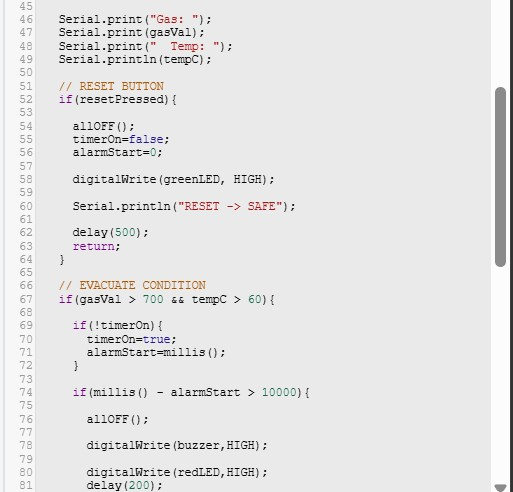 45
46 Serial.print("Gas: ");
47 Serial.print(gasVal);
48 Serial.print("  Temp: ");
49 Serial.println(tempC);
50
51 // RESET BUTTON
52 if(resetPressed){
53
54 allOFF();
55 timerOn=false;
56 alarmStart=0;
57
58 digitalWrite(greenLED, HIGH);
59
60 Serial.println("RESET -> SAFE");
61
62 delay(500);
63 return;
64 }
65
66 // EVACUATE CONDITION
67 if(gasVal > 700 && tempC > 60){
68
69 if(!timerOn){
70 timerOn=true;
71 alarmStart=millis();
72 }
73
74 if(millis() - alarmStart > 10000){
75
76 allOFF();
77
78 digitalWrite(buzzer,HIGH);
79
80 digitalWrite(redLED,HIGH);
81 delay(200);